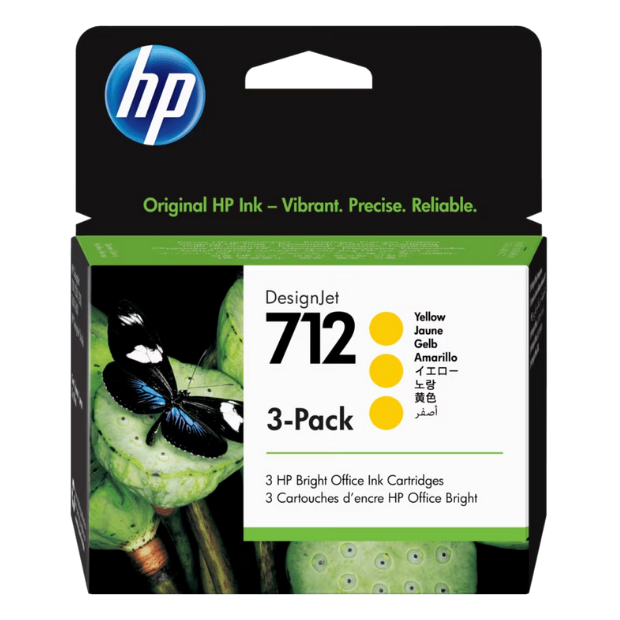 hp
Original HP Ink – Vibrant. Precise. Reliable.
DesignJet
712
3-Pack
Yellow
Jaune
Gelb
Amarillo
イエロー
노랑
黄色
أصفر
3 HP Bright Office Ink Cartridges
3 Cartouches d'encre HP Office Bright